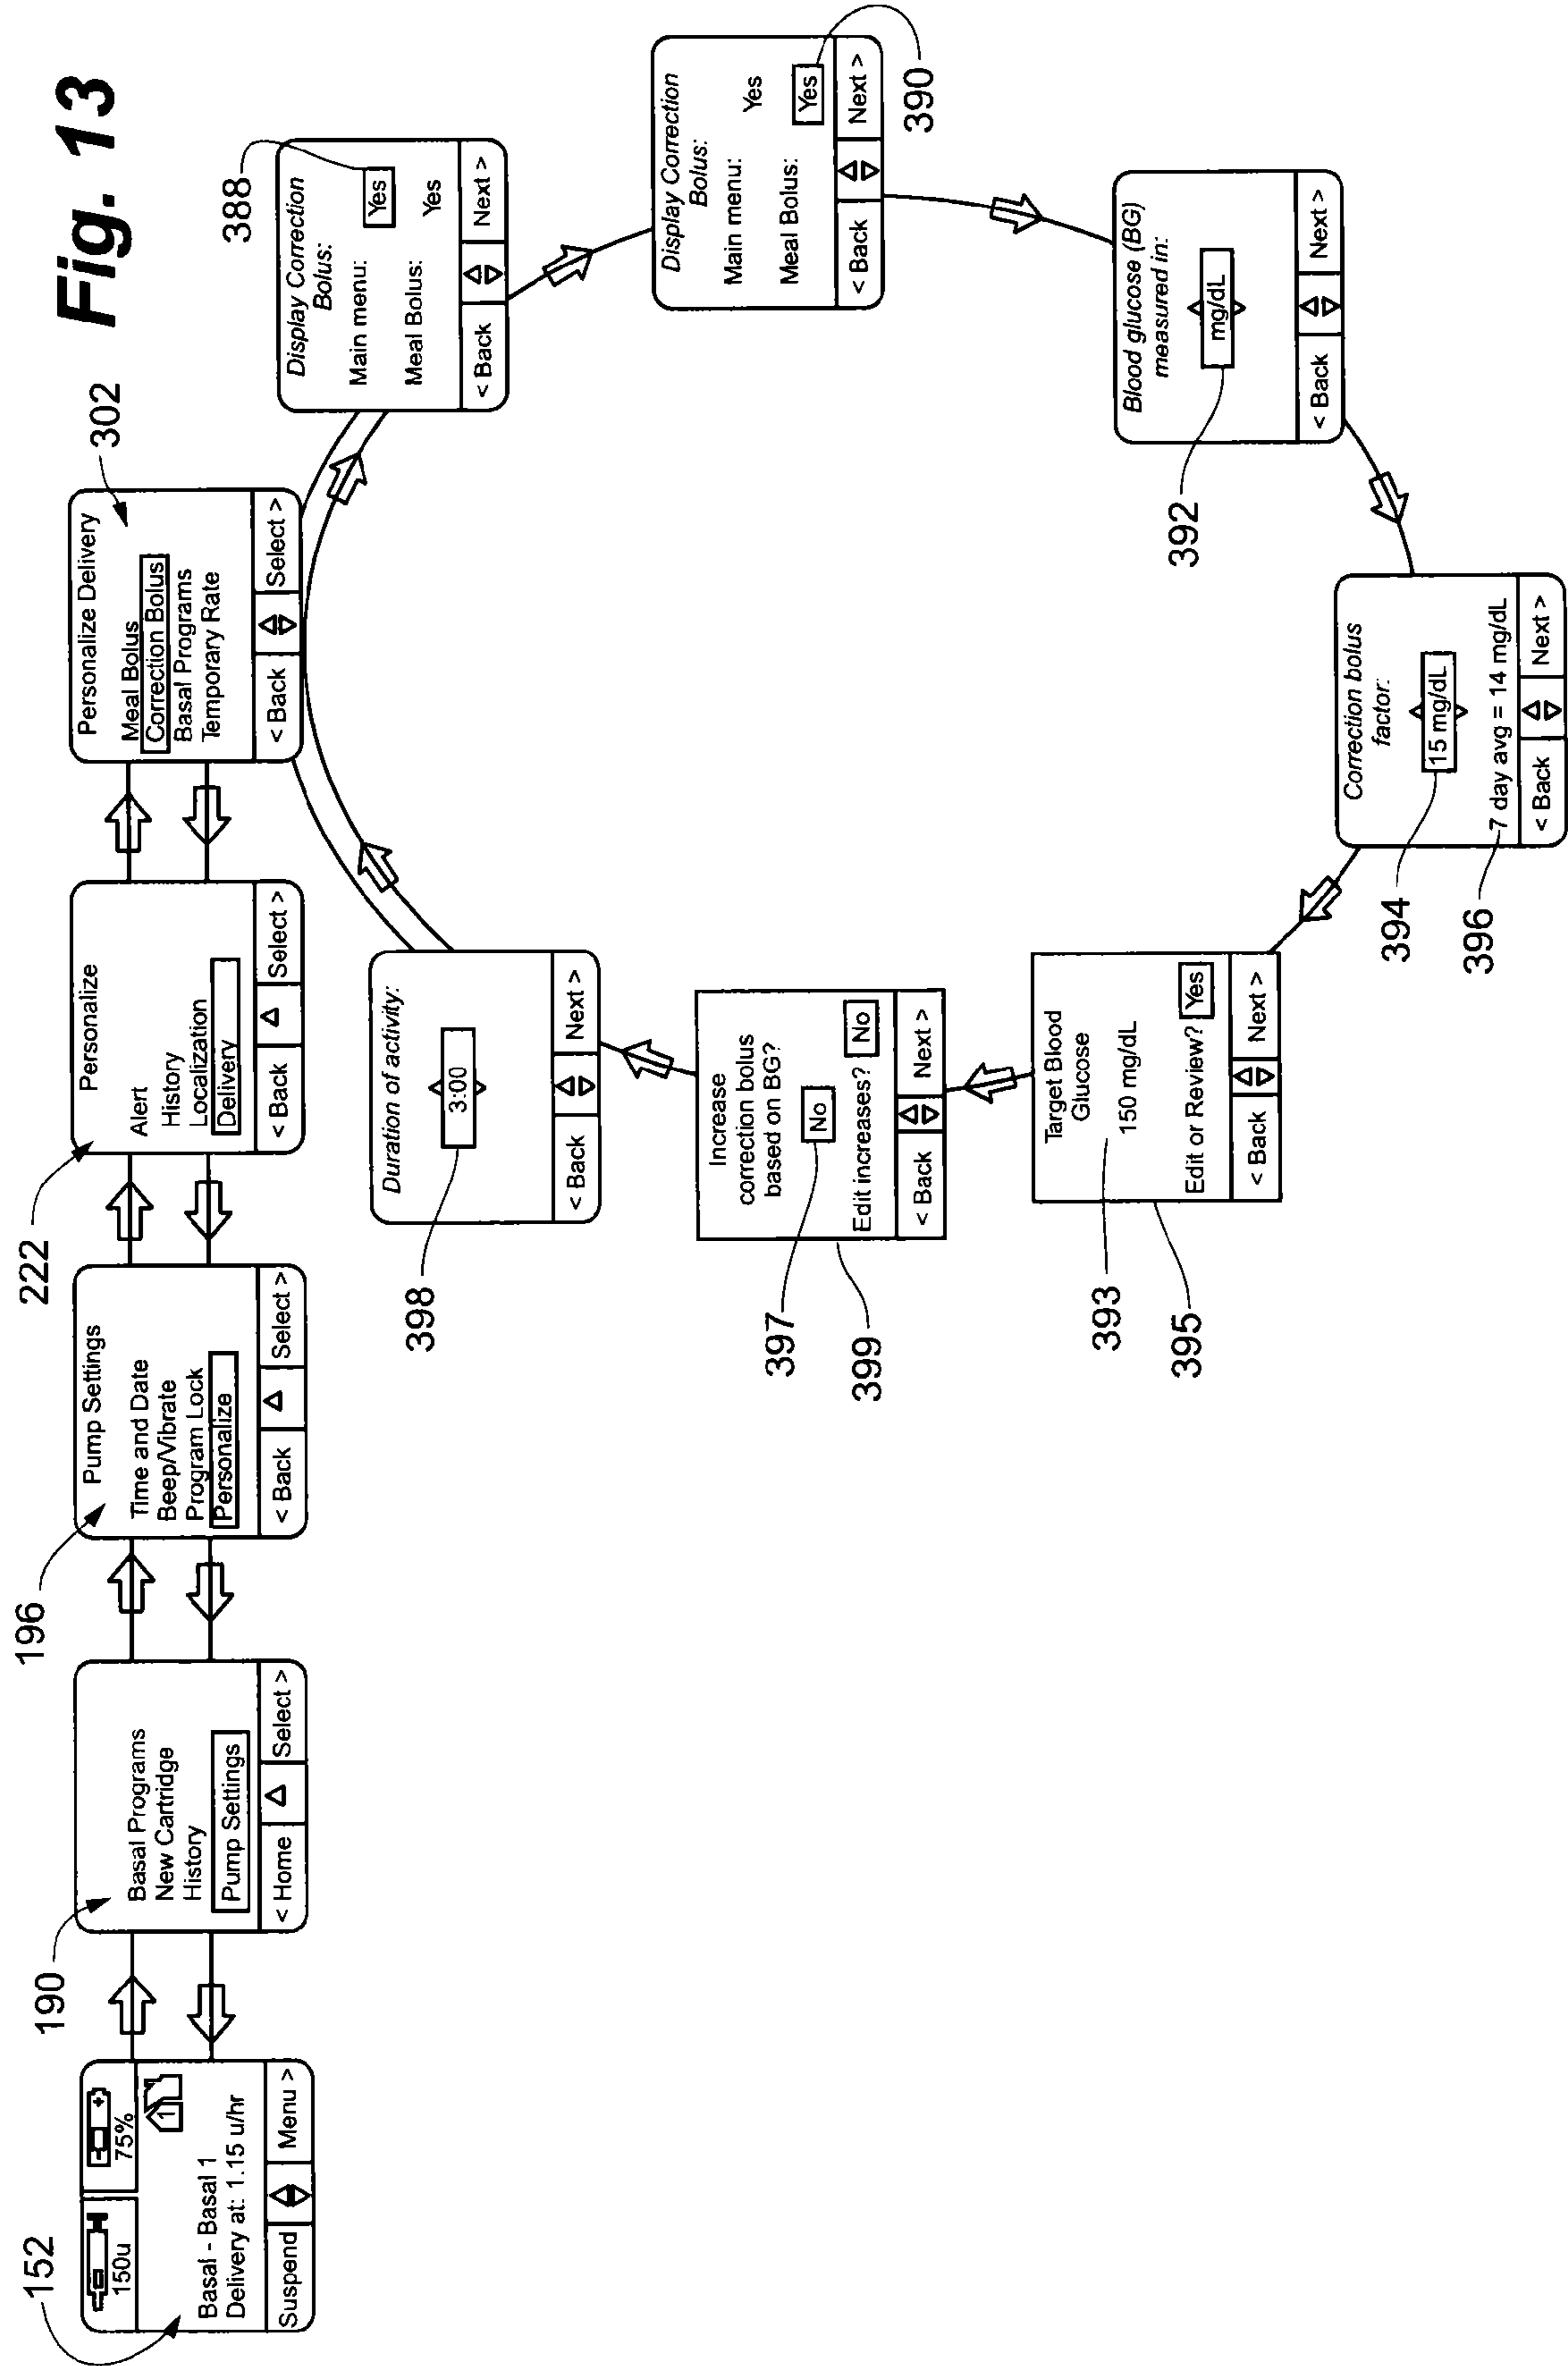 Fig. 13
152
150u
75%
1
Basal - Basal 1
Delivery at: 1.15 u/hr
Suspend
Menu >
190
Basal Programs
New Cartridge
History
Pump Settings
< Home
Select >
196
Pump Settings
Time and Date
Beep/Vibrate
Program Lock
Personalize
< Back
Select >
222
Personalize
Alert
History
Localization
Delivery
< Back
Select >
302
Personalize Delivery
Meal Bolus
Correction Bolus
Basal Programs
Temporary Rate
< Back
Select >
388
Display Correction
Bolus:
Main menu: Yes
Meal Bolus: Yes
< Back
Next >
Display Correction
Bolus:
Main menu: Yes
Meal Bolus: Yes
< Back
Next >
390
Blood glucose (BG)
measured in:
mg/dL
< Back
Next >
392
Correction bolus
factor:
15 mg/dL
7 day avg = 14 mg/dL
< Back
Next >
394
396
Target Blood
Glucose
150 mg/dL
Edit or Review? Yes
< Back
Next >
393
395
Increase
correction bolus
based on BG?
No
Edit increases? No
< Back
Next >
397
399
Duration of activity:
3:00
< Back
Next >
398